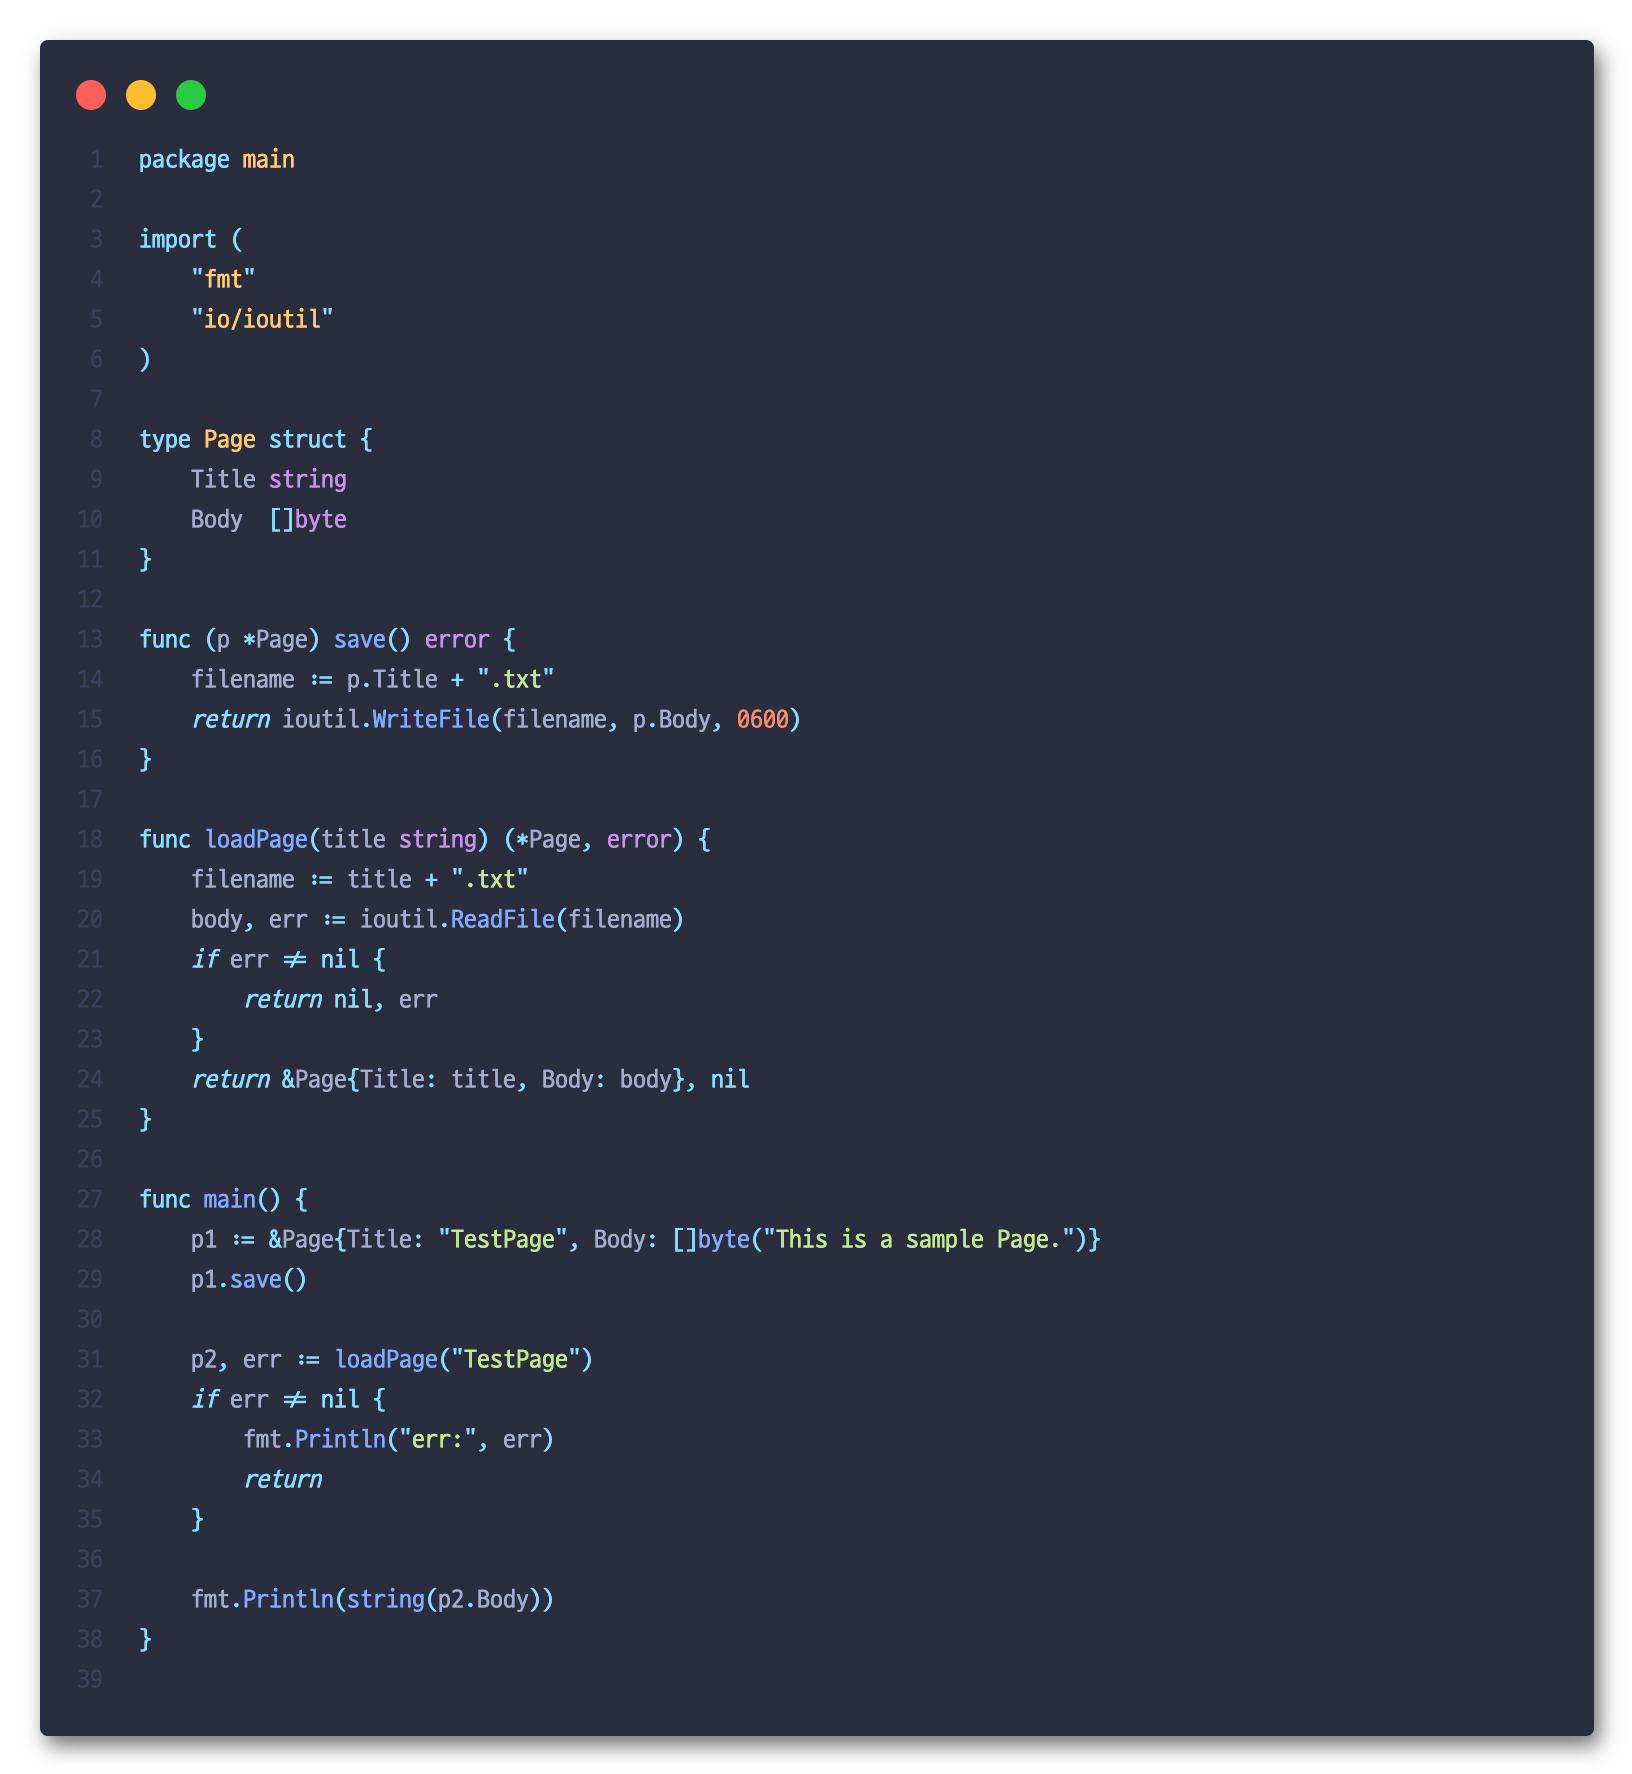 1 package main
2
3 import (
4     "fmt"
5     "io/ioutil"
6 )
7
8 type Page struct {
9     Title string
10     Body  []byte
11 }
12
13 func (p *Page) save() error {
14     filename := p.Title + ".txt"
15     return ioutil.WriteFile(filename, p.Body, 0600)
16 }
17
18 func loadPage(title string) (*Page, error) {
19     filename := title + ".txt"
20     body, err := ioutil.ReadFile(filename)
21     if err != nil {
22         return nil, err
23     }
24     return &Page{Title: title, Body: body}, nil
25 }
26
27 func main() {
28     p1 := &Page{Title: "TestPage", Body: []byte("This is a sample Page.")}
29     p1.save()
30
31     p2, err := loadPage("TestPage")
32     if err != nil {
33         fmt.Println("err:", err)
34         return
35     }
36
37     fmt.Println(string(p2.Body))
38 }
39